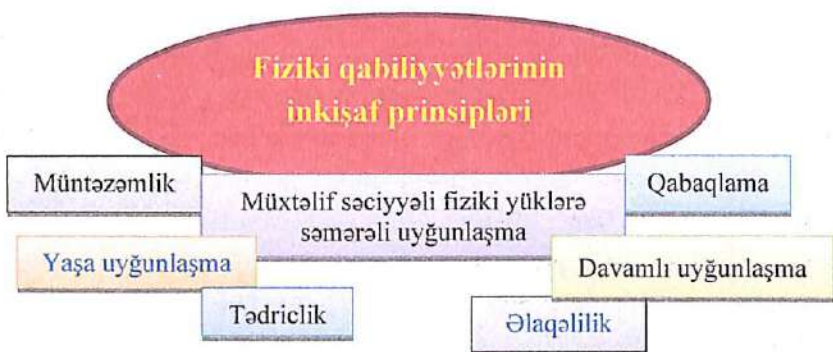 Fiziki qabiliyyətlərinin
inkişaf prinsipləri
Müntəzəmlik
Müxtəlif səciyyəli fiziki yüklərə
səmərəli uyğunlaşma
Qabaqlama
Yaşa uyğunlaşma
Davamlı uyğunlaşma
Tədriclik
Əlaqəlilik